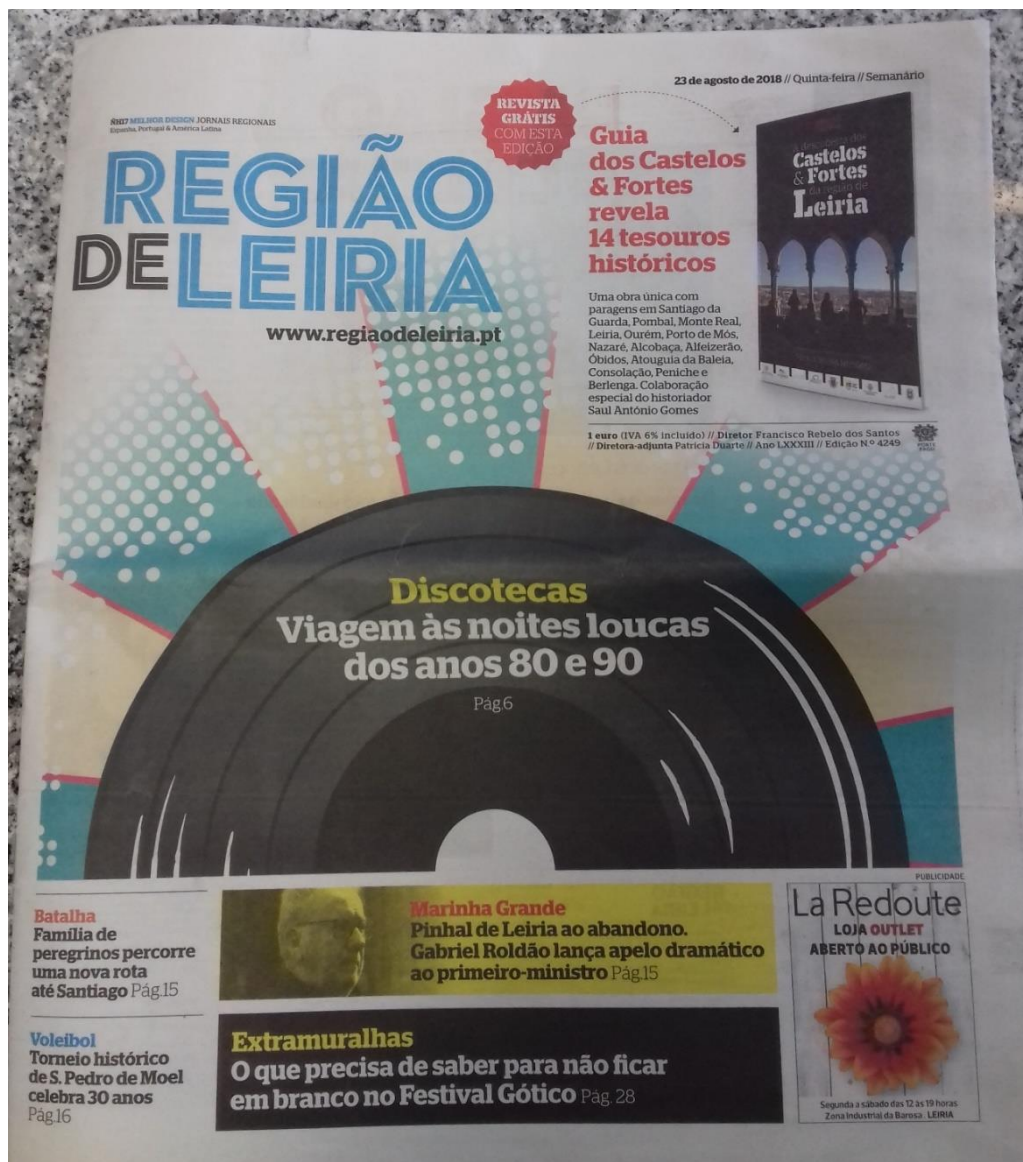 23 de agosto de 2018 // Quinta-feira // Semanário
ÑH17 MELHOR DESIGN JORNAIS REGIONAIS
Espanha, Portugal & América Latina
REVISTA
GRÁTIS
COM ESTA
EDIÇÃO
REGIÃO
DE LEIRIA
www.regiaodeleiria.pt
Guia
dos Castelos
& Fortes
revela
14 tesouros
históricos
Uma obra única com
paragens em Santiago da
Guarda, Pombal, Monte Real,
Leiria, Ourém, Porto de Mós,
Nazaré, Alcobaça, Alfeizerão,
Óbidos, Atouguia da Baleia,
Consolação, Peniche e
Berlenga. Colaboração
especial do historiador
Saul António Gomes
Castelos
& Fortes
da região de
Leiria
1 euro (IVA 6% incluído) // Diretor Francisco Rebelo dos Santos
// Diretora-adjunta Patrícia Duarte // Ano LXXXIII // Edição N.º 4249
Discotecas
Viagem às noites loucas
dos anos 80 e 90
Pág.6
Batalha
Família de
peregrinos percorre
uma nova rota
até Santiago Pág.15
Voleibol
Torneio histórico
de S. Pedro de Moel
celebra 30 anos
Pág.16
Marinha Grande
Pinhal de Leiria ao abandono.
Gabriel Roldão lança apelo dramático
ao primeiro-ministro Pág.15
Extramuralhas
O que precisa de saber para não ficar
em branco no Festival Gótico Pág. 28
PUBLICIDADE
La Redoute
LOJA OUTLET
ABERTO AO PÚBLICO
Segunda a sábado das 12 às 19 horas
Zona Industrial da Barosa LEIRIA